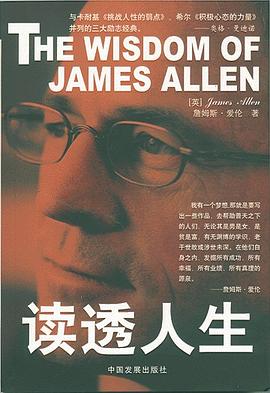 与卡耐基《挑战人性的弱点》、希尔《积极心态的力量》
并列的三大励志经典。
——奥格·曼迪诺
THE WISDOM OF
JAMES ALLEN
[英] James Allen
詹姆斯·爱伦 著
我有一个梦想,那就是要写
出一些作品,去帮助普天下之
的人们,无论其是男是女,是
贫是富,有无渊博的学识,老
于世故或涉世未深,在他们自
身之内,发掘所有成功、所有
幸福,所有业绩、所有真理的
源泉。
——詹姆斯·爱伦
读透人生
中国发展出版社